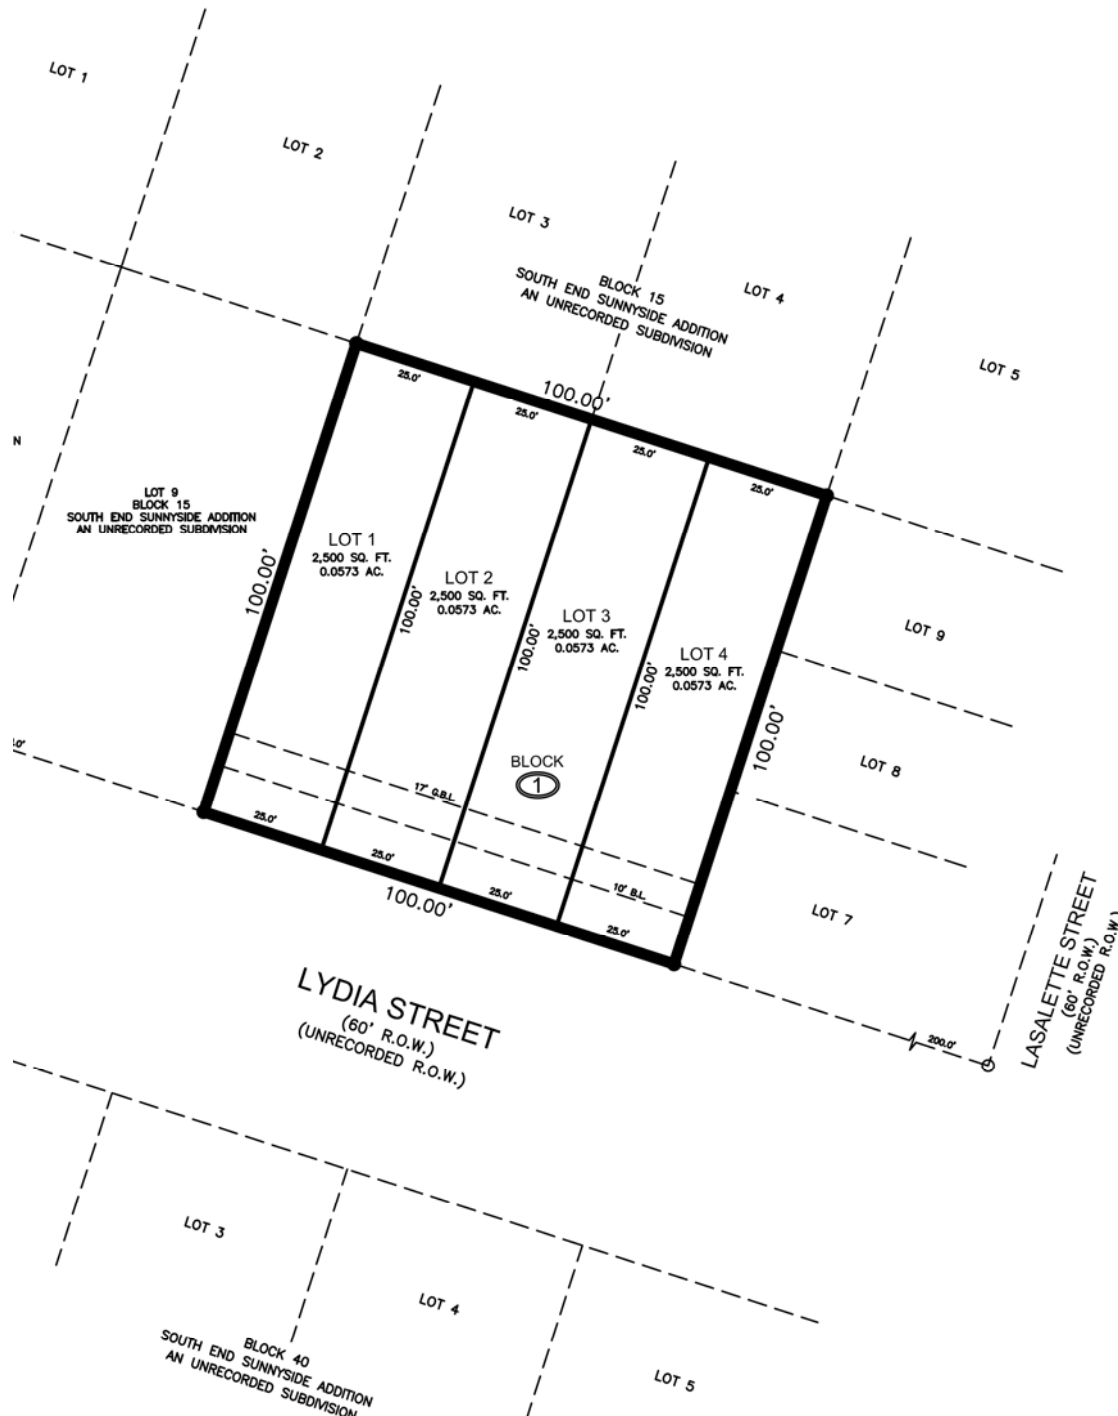 LOT 1
LOT 2
LOT 3
LOT 4
LOT 5
BLOCK 15
SOUTH END SUNNYSIDE ADDITION
AN UNRECORDED SUBDIVISION
25.0'
100.00'
25.0'
25.0'
25.0'
N
LOT 9
BLOCK 15
SOUTH END SUNNYSIDE ADDITION
AN UNRECORDED SUBDIVISION
100.00'
LOT 1
2,500 SQ. FT.
0.0573 AC.
100.00'
LOT 2
2,500 SQ. FT.
0.0573 AC.
100.00'
LOT 3
2,500 SQ. FT.
0.0573 AC.
100.00'
LOT 4
2,500 SQ. FT.
0.0573 AC.
100.00'
LOT 9
LOT 8
LOT 7
BLOCK
1
17' G.B.L.
10' B.L.
25.0'
25.0'
25.0'
25.0'
100.00'
LYDIA STREET
(60' R.O.W.)
(UNRECORDED R.O.W.)
200.0'
LASALETTE STREET
(60' R.O.W.)
(UNRECORDED R.O.W.)
LOT 3
LOT 4
LOT 5
BLOCK 40
SOUTH END SUNNYSIDE ADDITION
AN UNRECORDED SUBDIVISION